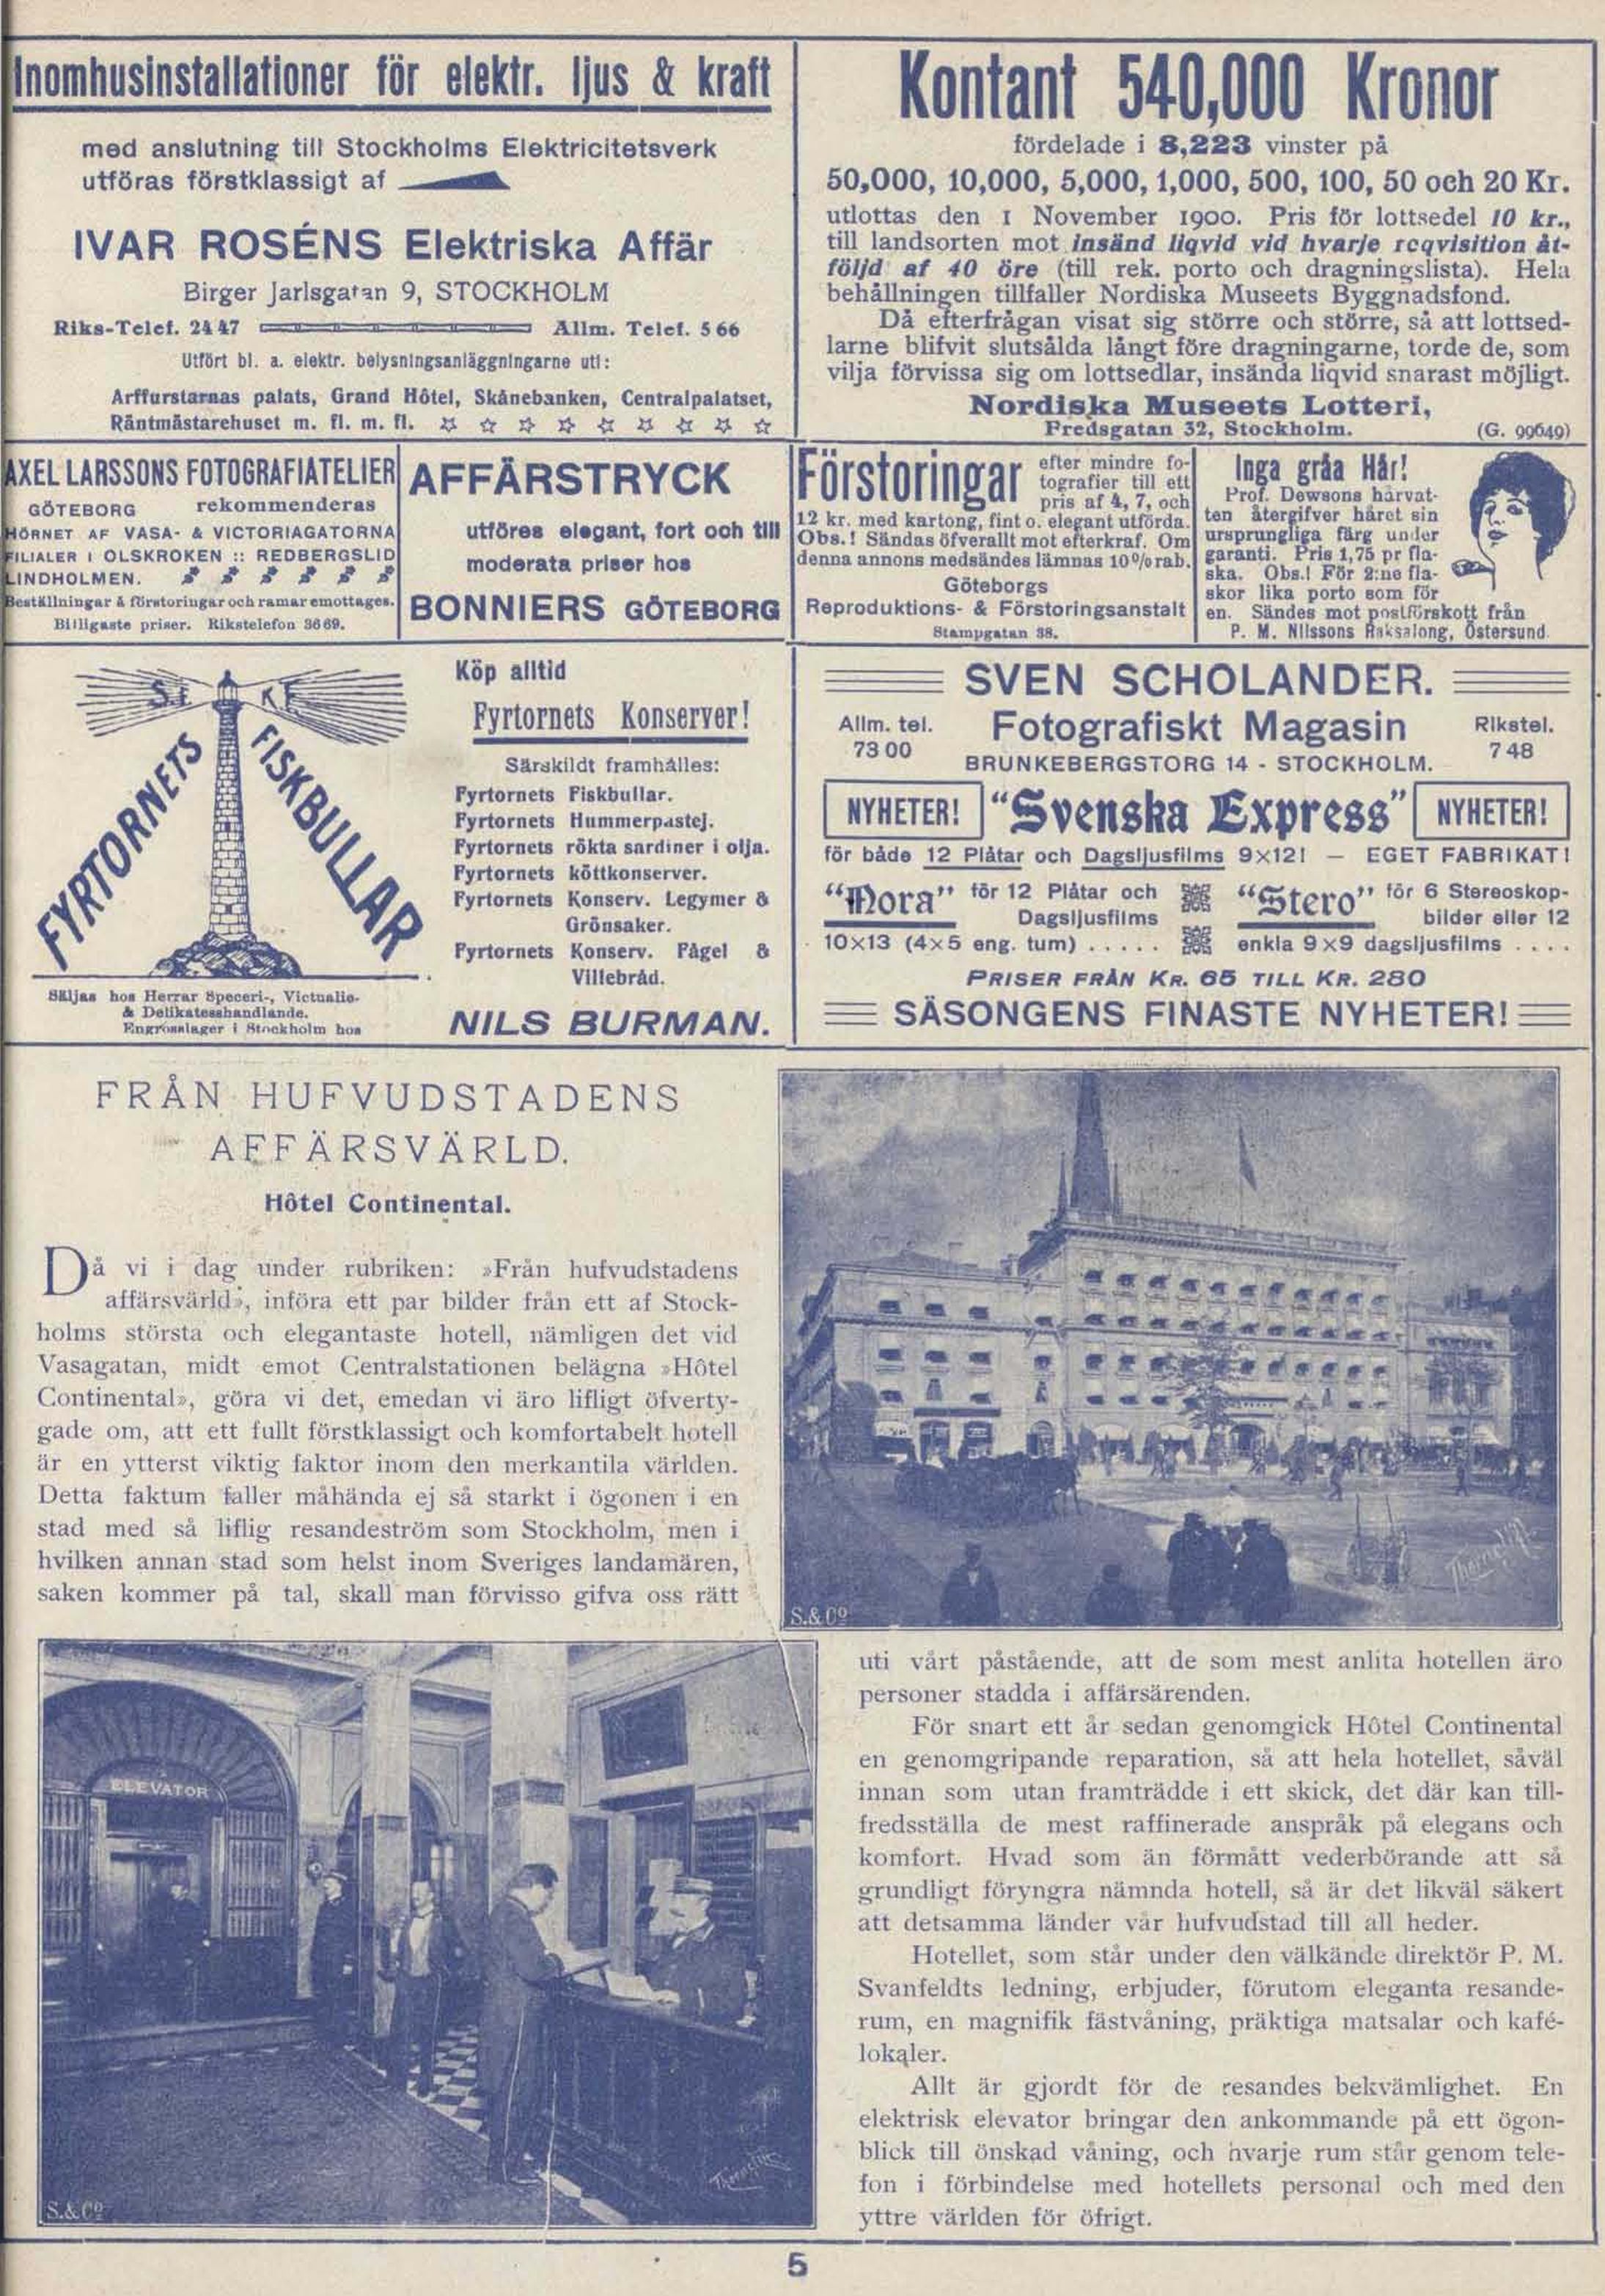 Inomhusinstallationer för elektr. ljus & kraft
med anslutning till Stockholms Elektricitetsverk
utföras förstklassigt af
IVAR ROSÉNS Elektriska Affär
Birger Jarlsgatan 9, STOCKHOLM
Riks-Telef. 24 47 Allm. Telef. 5 66
Utfört bl. a. elektr. belysningsanläggningarne uti:
Arffurstarnas palats, Grand Hôtel, Skånebanken, Centralpalatset,
Räntmästarehuset m. fl. m. fl.
Kontant 540,000 Kronor
fördelade i 8,223 vinster på
50,000, 10,000, 5,000, 1,000, 500, 100, 50 och 20 Kr.
utlottas den 1 November 1900. Pris för lottsedel 10 kr.,
till landsorten mot insänd liqvid vid hvarje reqvisition åt-
följd af 40 öre (till rek. porto och dragningslista). Hela
behållningen tillfaller Nordiska Museets Byggnadsfond.
Då efterfrågan visat sig större och större, så att lottsed-
larne blifvit slutsålda långt före dragningarne, torde de, som
vilja förvissa sig om lottsedlar, insända liqvid snarast möjligt.
Nordiska Museets Lotteri,
Fredsgatan 32, Stockholm. (G. 99649)
AXEL LARSSONS FOTOGRAFIATELIER
GÖTEBORG rekommenderas
HÖRNET AF VASA- & VICTORIAGATORNA
FILIALER I OLSKROKEN :: REDBERGSLID
LINDHOLMEN.
Beställningar å förstoringar och ramar emottages.
Billigaste priser. Rikstelefon 36 69.
AFFÄRSTRYCK
utföres elegant, fort och till
moderata priser hos
BONNIERS GÖTEBORG
Förstoringar efter mindre fo-
tografier till ett
pris af 4, 7, och
12 kr. med kartong, fint o. elegant utförda.
Obs.! Sändas öfverallt mot efterkraf. Om
denna annons medsändes lämnas 10% rab.
Göteborgs
Reproduktions- & Förstoringsanstalt
Stampgatan 38.
Inga gråa Hår!
Prof. Dewsons hårvat-
ten återgifver håret sin
ursprungliga färg under
garanti. Pris 1,75 pr fla-
ska. Obs.! För 2:ne fla-
skor lika porto som för
en. Sändes mot postförskott från
P. M. Nilssons Raksalong, Östersund.
S.F. K.F.
FYRTORNETS
FISKBULLAR
Säljas hos Herrar Speceri-, Victualie-
& Delikatesshandlande.
Engrosslager i Stockholm hos
Köp alltid
Fyrtornets Konserver!
Särskildt framhålles:
Fyrtornets Fiskbullar.
Fyrtornets Hummerpastej.
Fyrtornets rökta sardiner i olja.
Fyrtornets köttkonserver.
Fyrtornets Konserv. Legymer &
Grönsaker.
Fyrtornets Konserv. Fågel &
Villebråd.
NILS BURMAN.
SVEN SCHOLANDER.
Allm. tel. Fotografiskt Magasin Rikstel.
73 00 BRUNKEBERGSTORG 14 - STOCKHOLM. 7 48
NYHETER! “Svenska Express” NYHETER!
för både 12 Plåtar och Dagsljusfilms 9×12! — EGET FABRIKAT!
“Mora” för 12 Plåtar och
Dagsljusfilms
10×13 (4×5 eng. tum) . . . . .
“Stero” för 6 Stereoskop-
bilder eller 12
enkla 9×9 dagsljusfilms . . . .
PRISER FRÅN KR. 65 TILL KR. 280
SÄSONGENS FINASTE NYHETER!
FRÅN HUFVUDSTADENS
AFFÄRSVÄRLD.
Hôtel Continental.
Då vi i dag under rubriken: »Från hufvudstadens
affärsvärld», införa ett par bilder från ett af Stock-
holms största och elegantaste hotell, nämligen det vid
Vasagatan, midt emot Centralstationen belägna »Hôtel
Continental», göra vi det, emedan vi äro lifligt öfverty-
gade om, att ett fullt förstklassigt och komfortabelt hotell
är en ytterst viktig faktor inom den merkantila världen.
Detta faktum faller måhända ej så starkt i ögonen i en
stad med så liflig resandeström som Stockholm, men i
hvilken annan stad som helst inom Sveriges landamären,
saken kommer på tal, skall man förvisso gifva oss rätt
S.&Cº
ELEVATOR
S.&Cº
uti vårt påstående, att de som mest anlita hotellen äro
personer stadda i affärsärenden.
För snart ett år sedan genomgick Hôtel Continental
en genomgripande reparation, så att hela hotellet, såväl
innan som utan framträdde i ett skick, det där kan till-
fredsställa de mest raffinerade anspråk på elegans och
komfort. Hvad som än förmått vederbörande att så
grundligt föryngra nämnda hotell, så är det likväl säkert
att detsamma länder vår hufvudstad till all heder.
Hotellet, som står under den välkände direktör P. M.
Svanfeldts ledning, erbjuder, förutom eleganta resande-
rum, en magnifik fästvåning, präktiga matsalar och kafé-
lokaler.
Allt är gjordt för de resandes bekvämlighet. En
elektrisk elevator bringar den ankommande på ett ögon-
blick till önskad våning, och hvarje rum står genom tele-
fon i förbindelse med hotellets personal och med den
yttre världen för öfrigt.
5